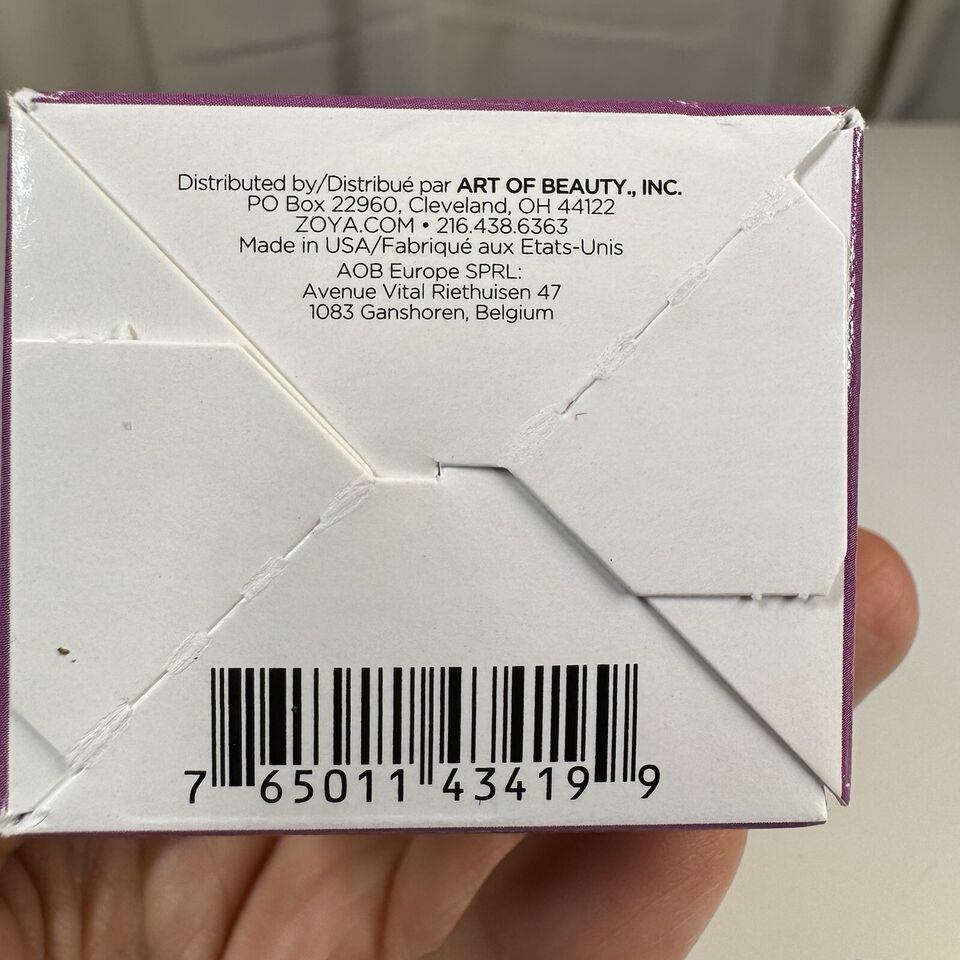 Distributed by/Distribué par ART OF BEAUTY., INC.
PO Box 22960, Cleveland, OH 44122
ZOYA.COM • 216.438.6363
Made in USA/Fabriqué aux Etats-Unis
AOB Europe SPRL:
Avenue Vital Riethuisen 47
1083 Ganshoren, Belgium
7 65011 43419 9